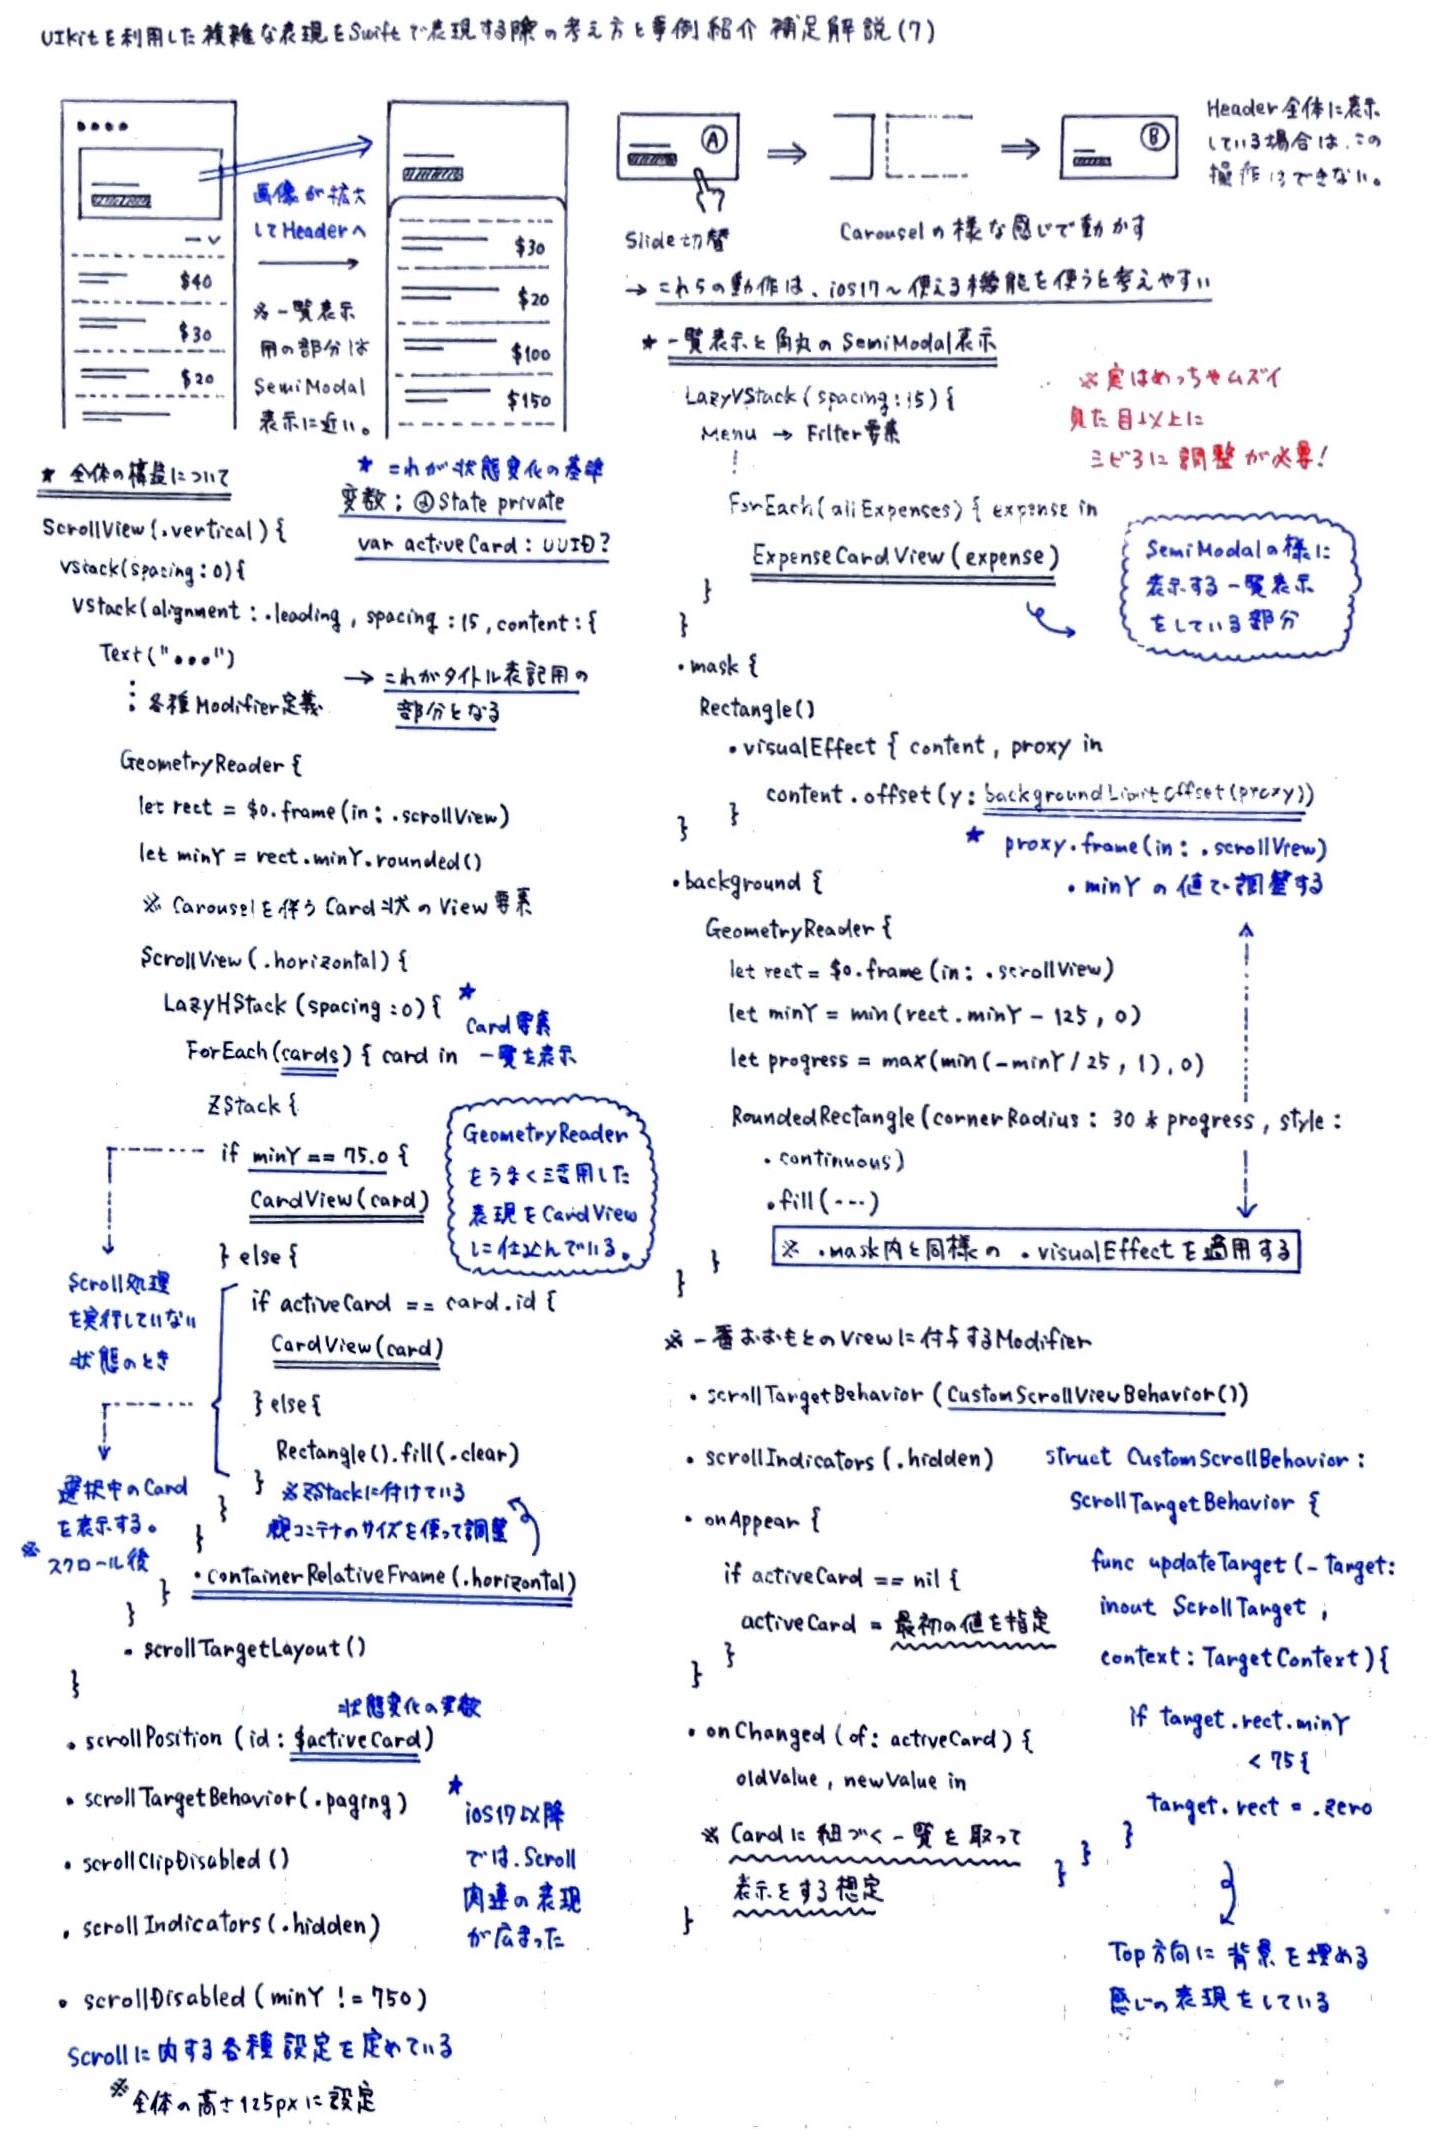 UIKitを利用した複雑な表現をSwiftで表現する際の考え方と事例紹介 補足解説(7)
$40
$30
$20
画像が拡大
してHeaderへ
※一覧表示
用の部分は
SemiModal
表示に近い。
$30
$20
$100
$150
A
B
Slide切替
Carouselの様な感じで動かす
Header全体に表示
している場合は、この
操作はできない。
→ これらの動作は、iOS17〜使える機能を使うと考えやすい
★ 全体の構造について
★ これが状態変化の基準
変数：@State private
var activeCard: UUID?
ScrollView(.vertical){
VStack(spacing:0){
VStack(alignment: .leading, spacing:15, content:{
Text("•••")
⋮ 各種Modifier定義
→ これがタイトル表記用の
部分となる
GeometryReader {
let rect = $0.frame(in: .scrollView)
let minY = rect.minY.rounded()
※ Carouselを伴うCard状のView要素
ScrollView(.horizontal){
LazyHStack(spacing:0){
★
Card要素
一覧を表示
ForEach(cards){ card in
ZStack {
if minY == 75.0 {
CardView(card)
} else {
if activeCard == card.id {
CardView(card)
} else {
Rectangle().fill(.clear)
}
※ZStackに付けている
親コンテナのサイズを使って調整
}
}
} .containerRelativeFrame(.horizontal)
}
.scrollTargetLayout()
}
GeometryReader
をうまく活用した
表現をCardView
に仕込んでいる。
Scroll処理
を実行していない
状態のとき
選択中のCard
を表示する。
※スクロール後
状態変化の変数
・scrollPosition(id: $activeCard)
・scrollTargetBehavior(.paging)
・scrollClipDisabled()
・scrollIndicators(.hidden)
・scrollDisabled(minY != 750)
★
iOS17以降
では、Scroll
関連の表現
が広まった
Scrollに関する各種設定を定めている
※全体の高さ125pxに設定
★ 一覧表示と角丸のSemiModal表示
※実はめっちゃムズイ
見た目以上に
シビアに調整が必要!
LazyVStack(spacing:15){
Menu → Filter要素
⋮
ForEach(allExpenses){ expense in
ExpenseCardView(expense)
}
}
SemiModalの様に
表示する一覧表示
をしている部分
.mask {
Rectangle()
.visualEffect { content, proxy in
content.offset(y: backgroundLimitOffset(proxy))
}
}
★ proxy.frame(in: .scrollView)
.minYの値で調整する
.background {
GeometryReader {
let rect = $0.frame(in: .scrollView)
let minY = min(rect.minY - 125, 0)
let progress = max(min(-minY/25, 1), 0)
RoundedRectangle(cornerRadius: 30 * progress, style:
.continuous)
.fill(---)
※ .mask内と同様の .visualEffectを適用する
}
}
※一番おおもとのViewに付与するModifier
・scrollTargetBehavior(CustomScrollViewBehavior())
・scrollIndicators(.hidden)
・onAppear {
if activeCard == nil {
activeCard = 最初の値を指定
}
}
・onChanged(of: activeCard){
oldValue, newValue in
※ Cardに紐づく一覧を取って
表示をする想定
}
struct CustomScrollBehavior:
ScrollTargetBehavior {
func updateTarget(_ Target:
inout ScrollTarget,
context: TargetContext){
if target.rect.minY
< 75{
target.rect = .zero
}
}
}
Top方向に背景を埋める
感じの表現をしている